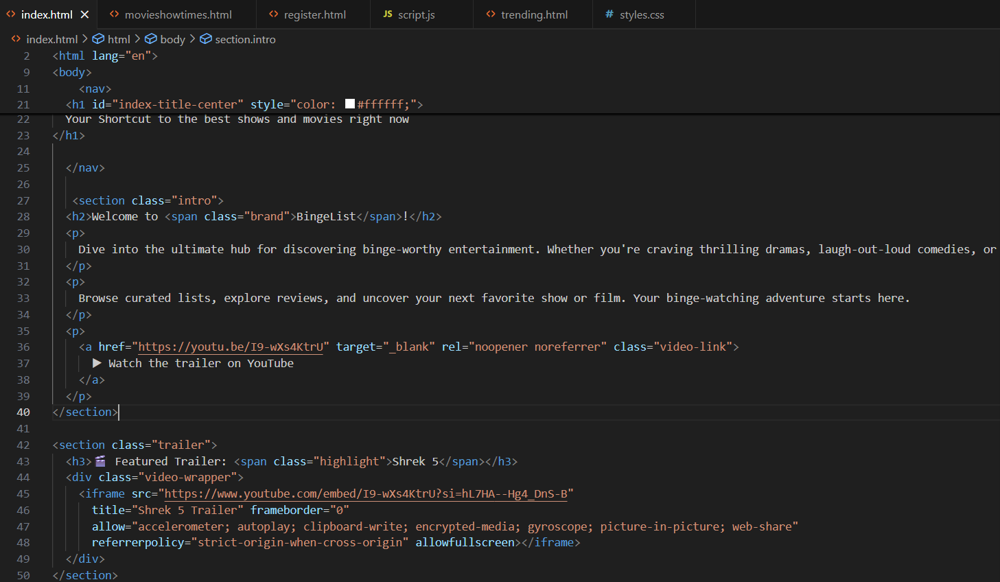 index.html movieshowtimes.html register.html JS script.js trending.html # styles.css
index.html > html > body > section.intro
2 <html lang="en">
9 <body>
11 <nav>
21 <h1 id="index-title-center" style="color: #ffffff;">
22 Your Shortcut to the best shows and movies right now
23 </h1>
24
25 </nav>
26
27 <section class="intro">
28 <h2>Welcome to <span class="brand">BingeList</span>!</h2>
29 <p>
30 Dive into the ultimate hub for discovering binge-worthy entertainment. Whether you're craving thrilling dramas, laugh-out-loud comedies, or
31 </p>
32 <p>
33 Browse curated lists, explore reviews, and uncover your next favorite show or film. Your binge-watching adventure starts here.
34 </p>
35 <p>
36 <a href="https://youtu.be/I9-wXs4KtrU" target="_blank" rel="noopener noreferrer" class="video-link">
37 ▶ Watch the trailer on YouTube
38 </a>
39 </p>
40 </section>
41
42 <section class="trailer">
43 <h3>🎬 Featured Trailer: <span class="highlight">Shrek 5</span></h3>
44 <div class="video-wrapper">
45 <iframe src="https://www.youtube.com/embed/I9-wXs4KtrU?si=hL7HA--Hg4_DnS-B"
46 title="Shrek 5 Trailer" frameborder="0"
47 allow="accelerometer; autoplay; clipboard-write; encrypted-media; gyroscope; picture-in-picture; web-share"
48 referrerpolicy="strict-origin-when-cross-origin" allowfullscreen></iframe>
49 </div>
50 </section>